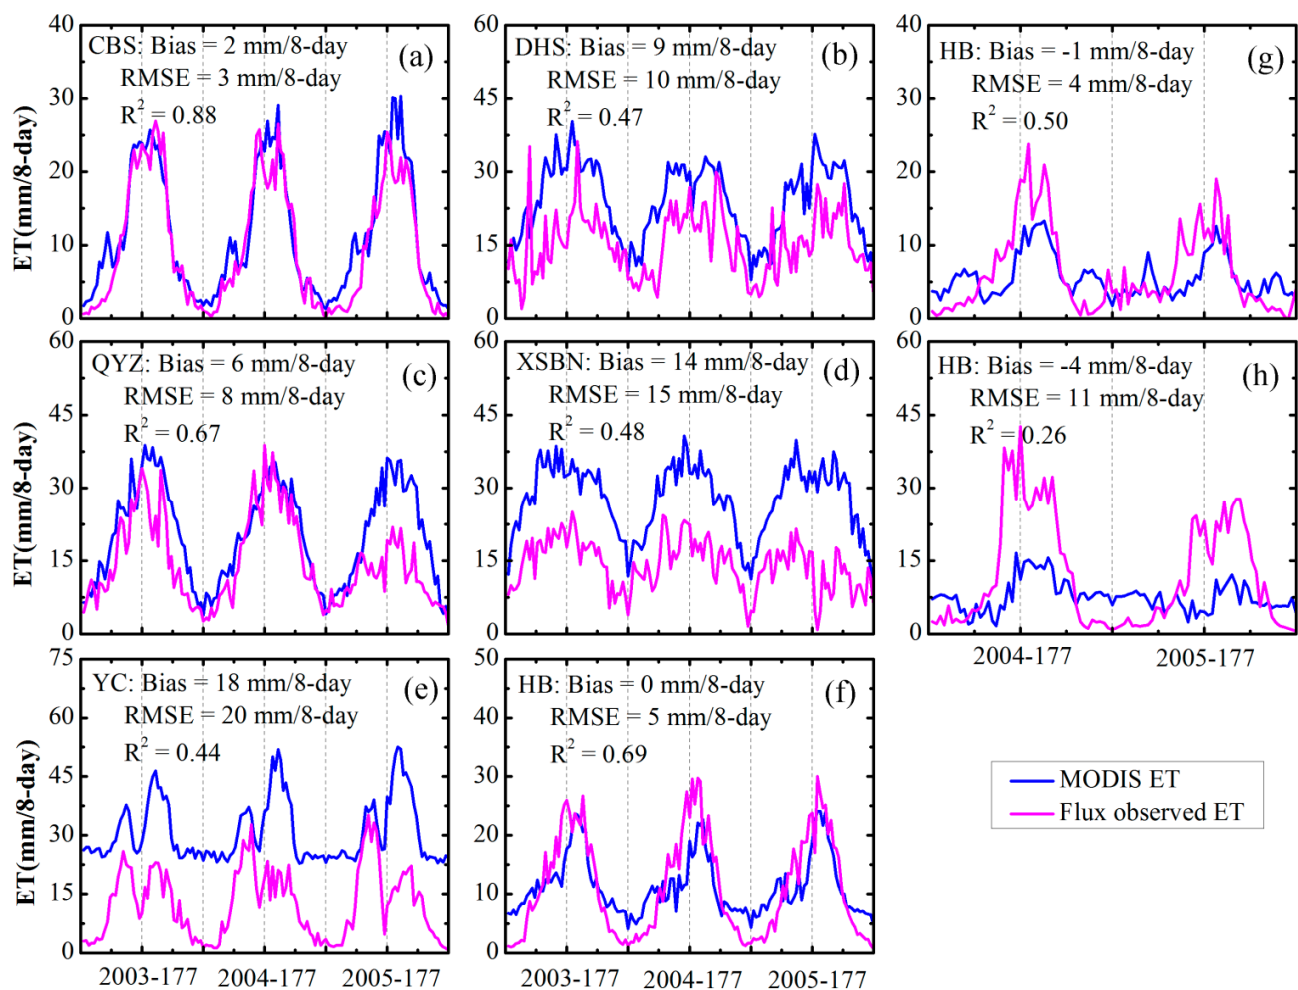 40
30
20
10
0
ET(mm/8-day)
CBS: Bias = 2 mm/8-day
RMSE = 3 mm/8-day
R² = 0.88
(a)
60
45
30
15
0
DHS: Bias = 9 mm/8-day
RMSE = 10 mm/8-day
R² = 0.47
(b)
40
30
20
10
0
HB: Bias = -1 mm/8-day
RMSE = 4 mm/8-day
R² = 0.50
(g)
60
45
30
15
0
ET(mm/8-day)
QYZ: Bias = 6 mm/8-day
RMSE = 8 mm/8-day
R² = 0.67
(c)
60
45
30
15
0
XSBN: Bias = 14 mm/8-day
RMSE = 15 mm/8-day
R² = 0.48
(d)
60
45
30
15
0
HB: Bias = -4 mm/8-day
RMSE = 11 mm/8-day
R² = 0.26
(h)
2004-177 2005-177
75
60
45
30
15
0
ET(mm/8-day)
YC: Bias = 18 mm/8-day
RMSE = 20 mm/8-day
R² = 0.44
(e)
2003-177 2004-177 2005-177
50
40
30
20
10
0
HB: Bias = 0 mm/8-day
RMSE = 5 mm/8-day
R² = 0.69
(f)
2003-177 2004-177 2005-177
MODIS ET
Flux observed ET